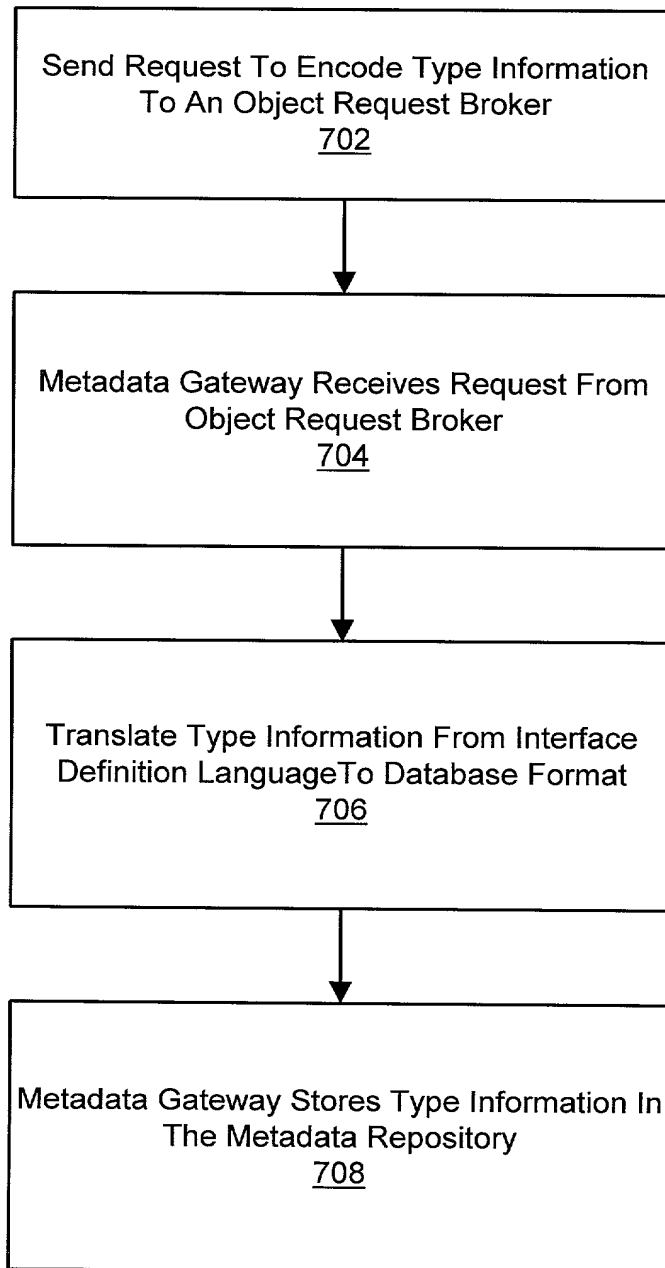 Send Request To Encode Type Information
To An Object Request Broker
702
Metadata Gateway Receives Request From
Object Request Broker
704
Translate Type Information From Interface
Definition LanguageTo Database Format
706
Metadata Gateway Stores Type Information In
The Metadata Repository
708